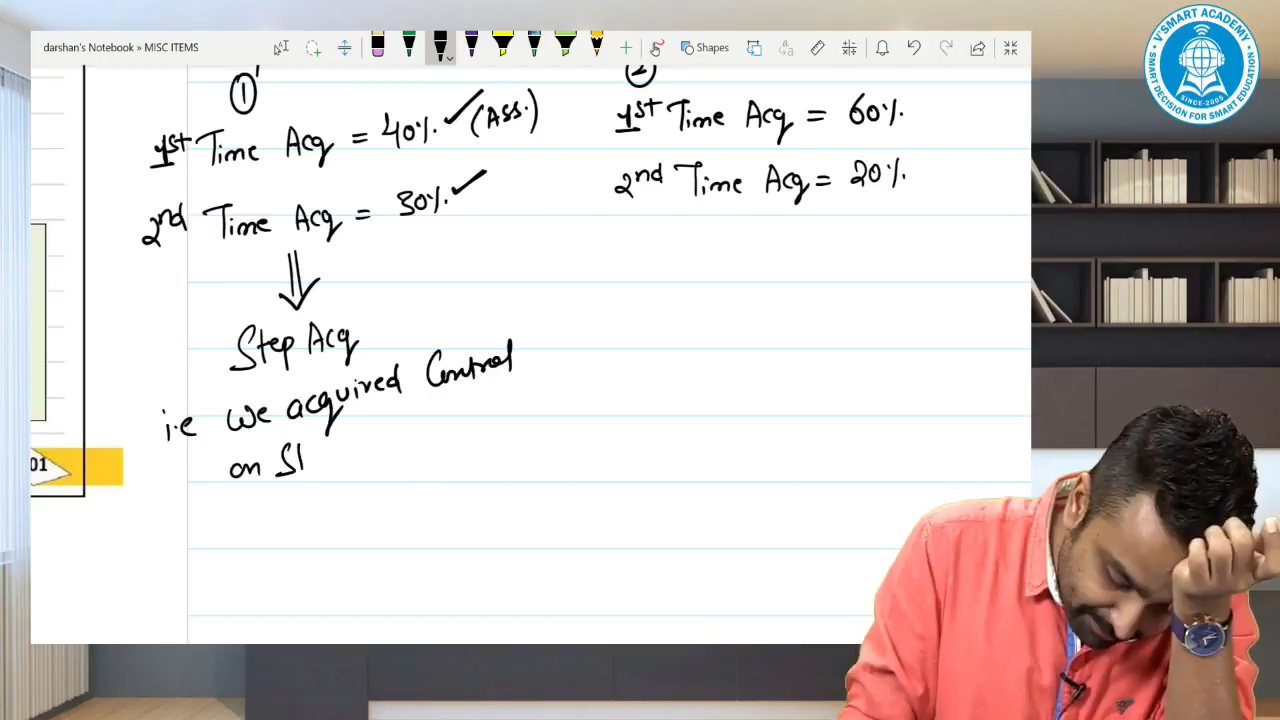 darshan's Notebook » MISC ITEMS
Shapes
V'SMART ACADEMY
SINCE-2005
SMART DECISION FOR SMART EDUCATION
1
1st Time Acq = 40%. ✓ (Ass.)
2nd Time Acq = 30%. ✓
⇓
Step Acq
i.e We acquired Control
on SI
2
1st Time Acq = 60%.
2nd Time Acq = 20%.
01